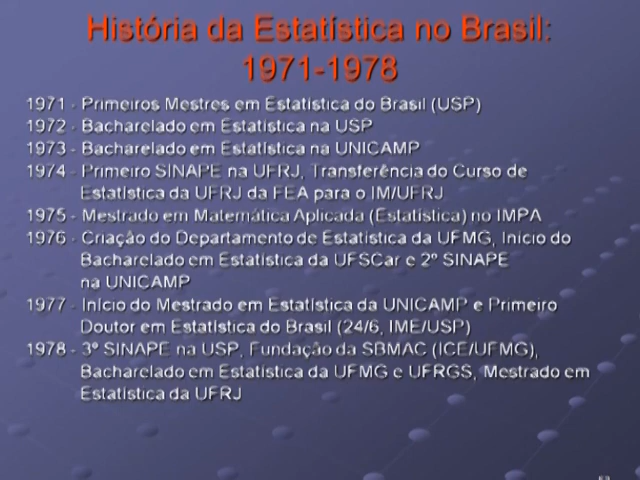 História da Estatística no Brasil:
1971-1978
1971 - Primeiros Mestres em Estatística do Brasil (USP)
1972 - Bacharelado em Estatística na USP
1973 - Bacharelado em Estatística na UNICAMP
1974 - Primeiro SINAPE na UFRJ, Transferência do Curso de
Estatística da UFRJ da FEA para o IM/UFRJ
1975 - Mestrado em Matemática Aplicada (Estatística) no IMPA
1976 - Criação do Departamento de Estatística da UFMG, Início do
Bacharelado em Estatística da UFSCar e 2º SINAPE
na UNICAMP
1977 - Início do Mestrado em Estatística da UNICAMP e Primeiro
Doutor em Estatística do Brasil (24/6, IME/USP)
1978 - 3º SINAPE na USP, Fundação da SBMAC (ICE/UFMG),
Bacharelado em Estatística da UFMG e UFRGS, Mestrado em
Estatística da UFRJ